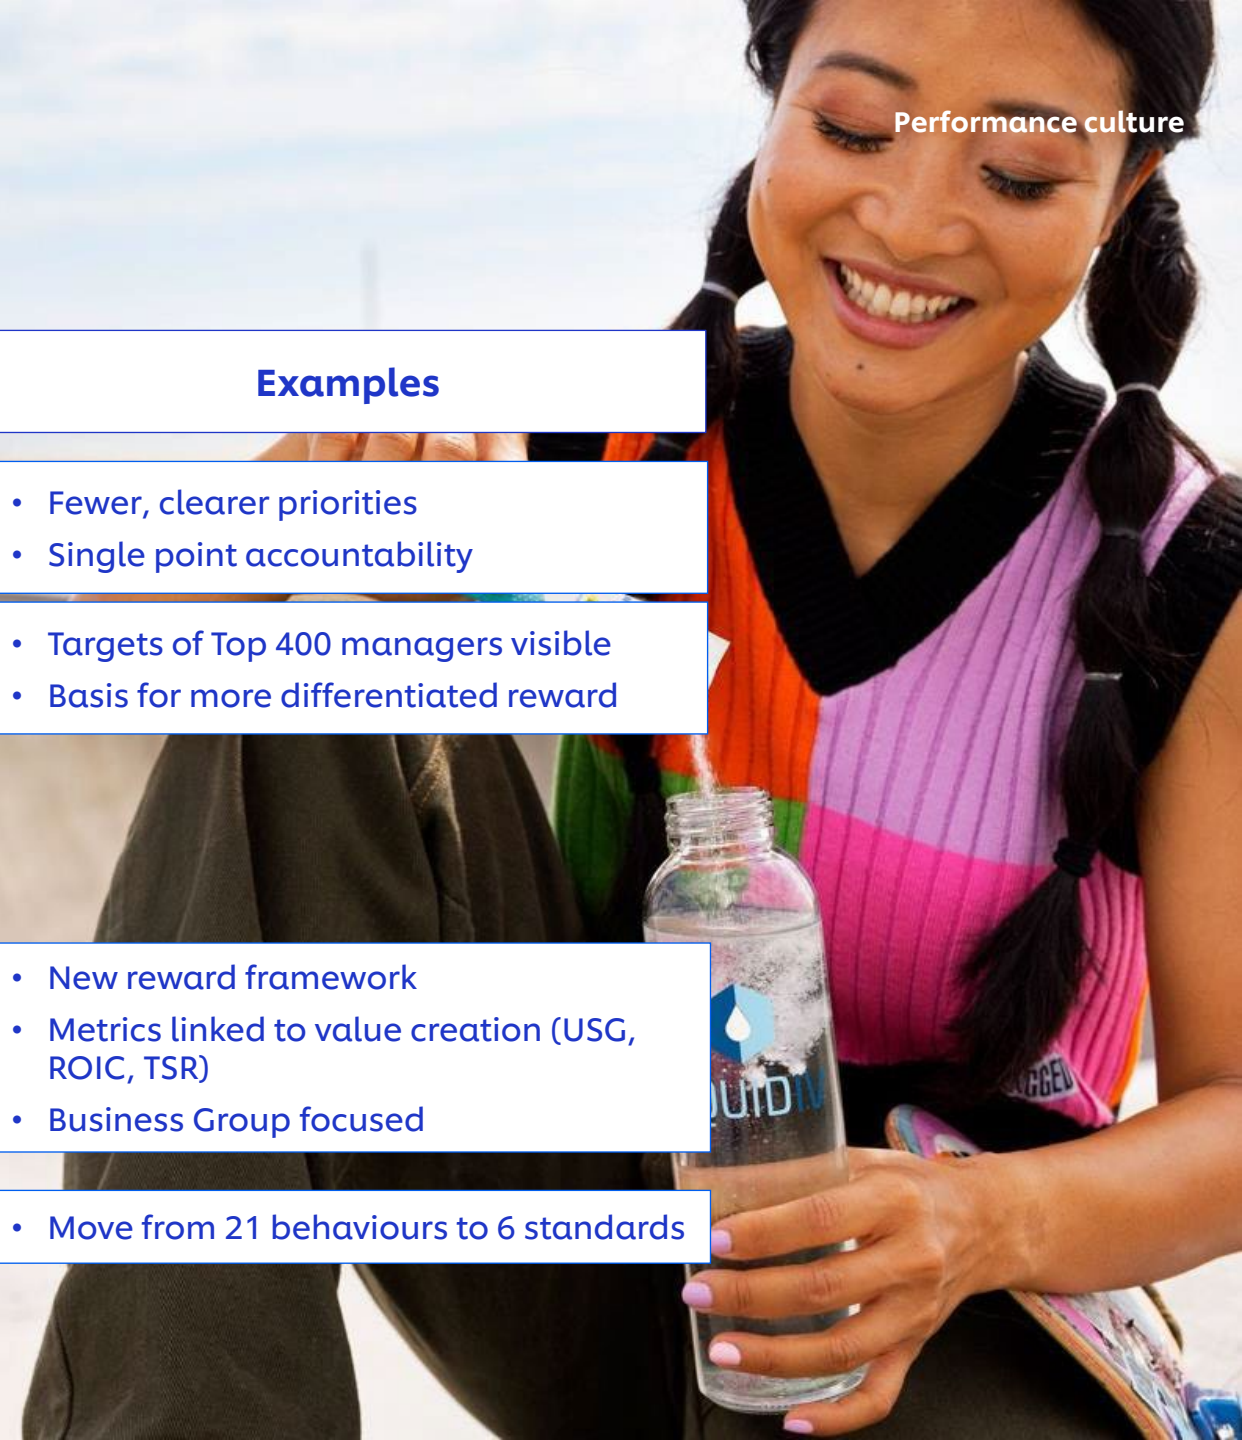 Performance culture
Examples
• Fewer, clearer priorities
• Single point accountability
• Targets of Top 400 managers visible
• Basis for more differentiated reward
• New reward framework
• Metrics linked to value creation (USG,
ROIC, TSR)
• Business Group focused
QUID IV
• Move from 21 behaviours to 6 standards